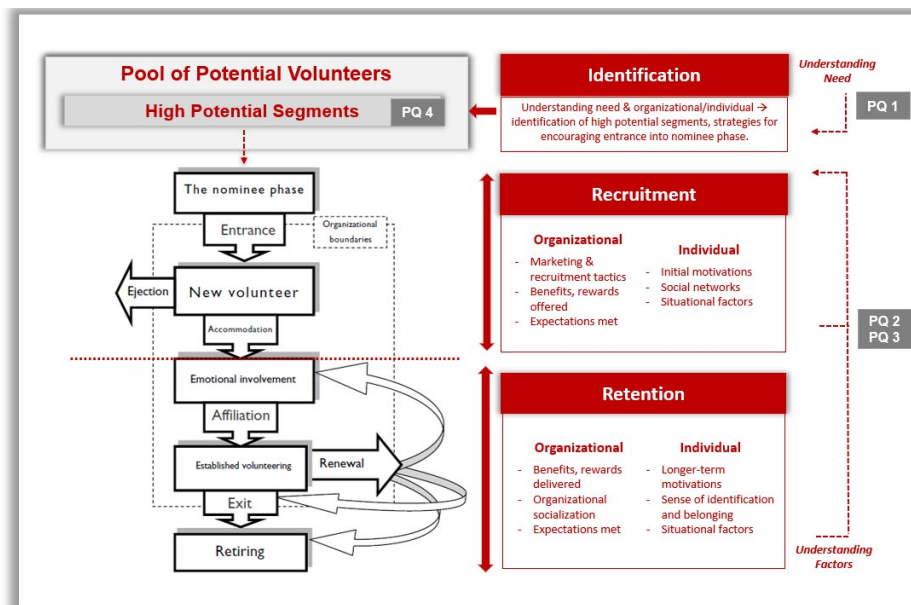 Pool of Potential Volunteers
High Potential Segments
PQ 4
Identification
Understanding need & organizational/individual →
identification of high potential segments, strategies for
encouraging entrance into nominee phase.
Understanding
Need
PQ 1
The nominee phase
Entrance
Organizational
boundaries
Ejection
New volunteer
Accommodation
Recruitment
Organizational
- Marketing &
recruitment tactics
- Benefits, rewards
offered
- Expectations met
Individual
- Initial motivations
- Social networks
- Situational factors
PQ 2
PQ 3
Emotional involvement
Affiliation
Established volunteering
Renewal
Exit
Retiring
Retention
Organizational
- Benefits, rewards
delivered
- Organizational
socialization
- Expectations met
Individual
- Longer-term
motivations
- Sense of identification
and belonging
- Situational factors
Understanding
Factors